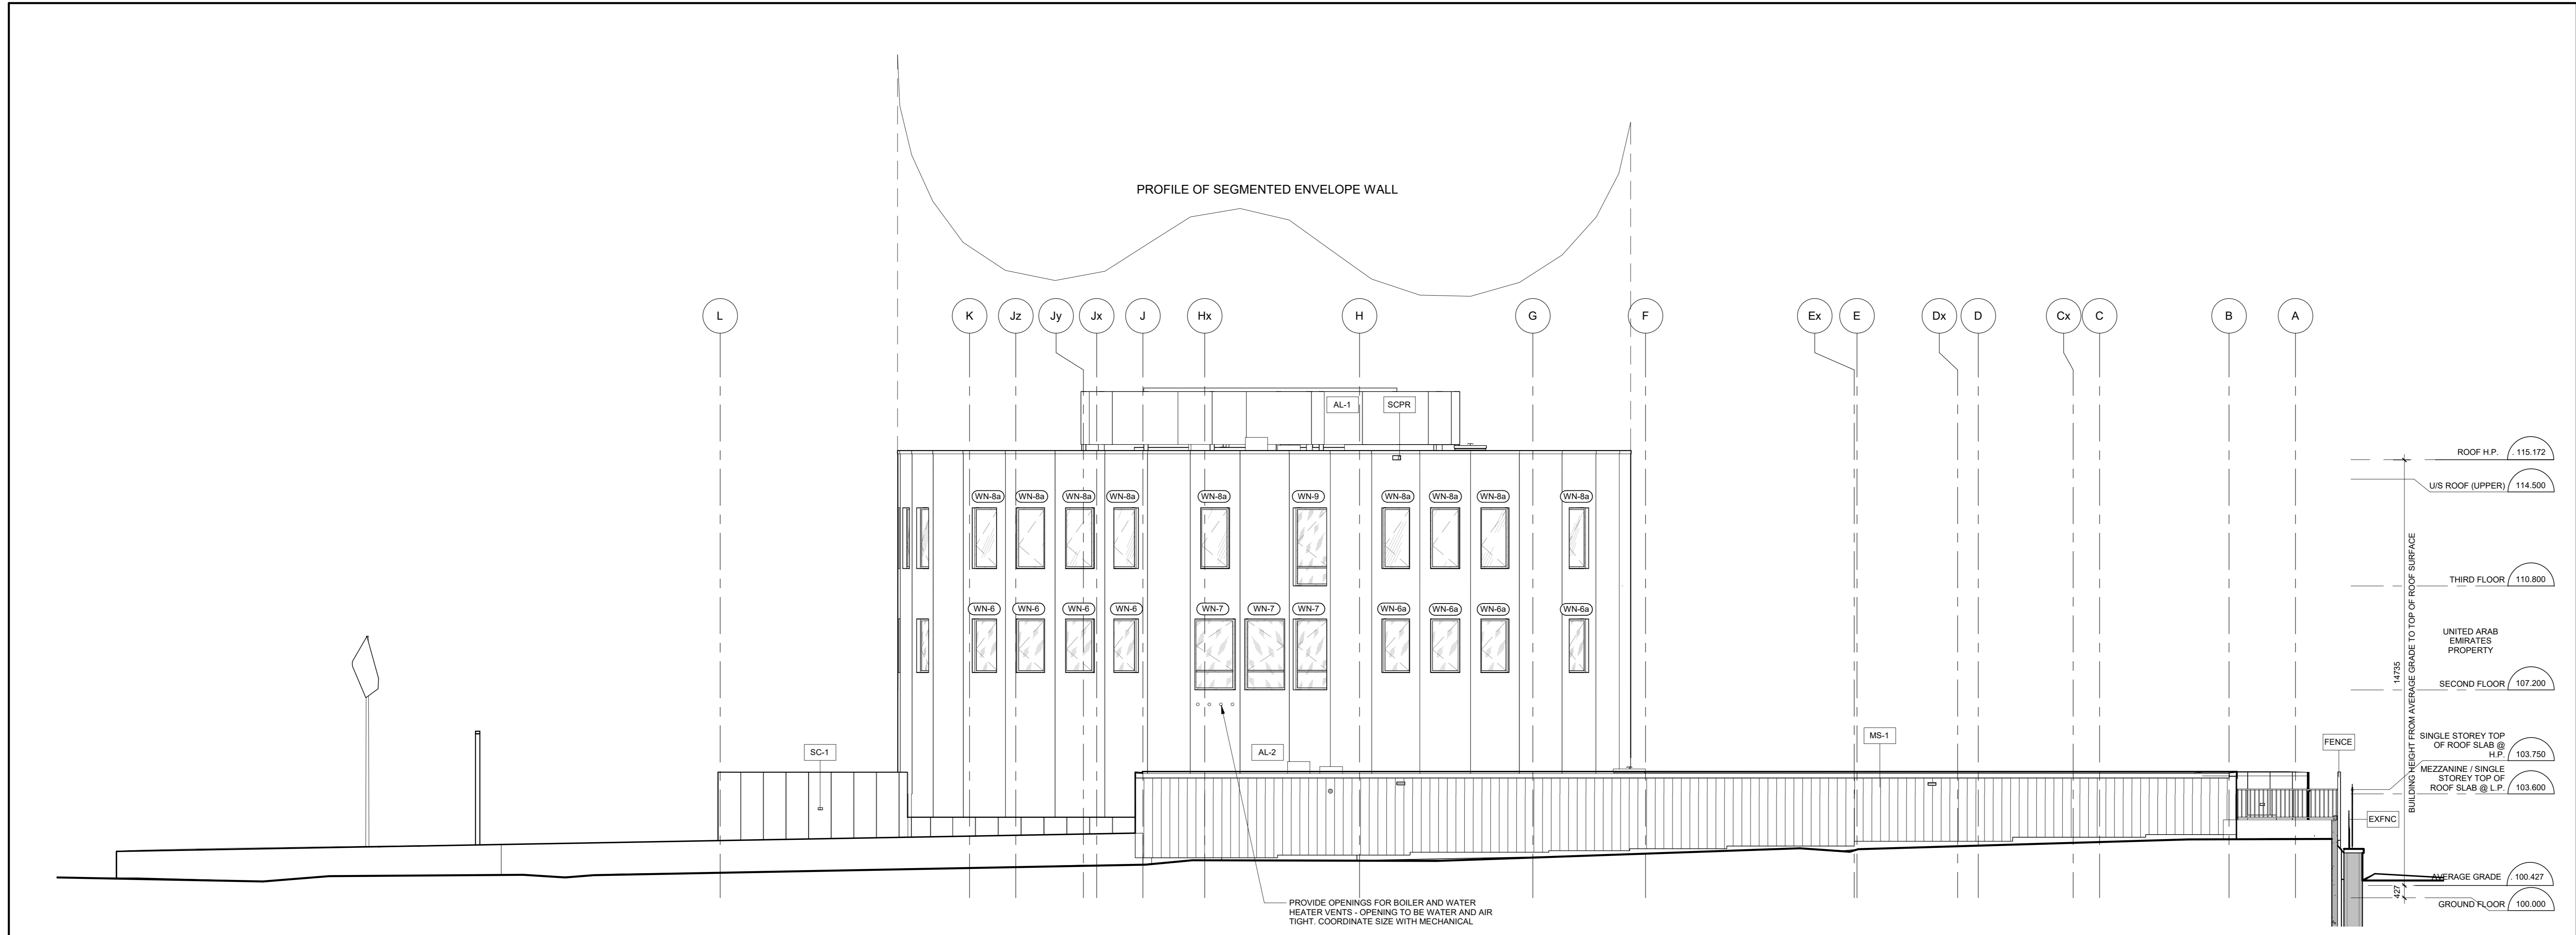 PROFILE OF SEGMENTED ENVELOPE WALL
L
K
Jz
Jy
Jx
J
Hx
H
G
F
Ex
E
Dx
D
Cx
C
B
A
AL-1
SCPR
ROOF H.P.
115.172
U/S ROOF (UPPER)
114.500
WN-8a
WN-8a
WN-8a
WN-8a
WN-8a
WN-9
WN-8a
WN-8a
WN-8a
WN-8a
THIRD FLOOR
110.800
WN-6
WN-6
WN-6
WN-6
WN-7
WN-7
WN-7
WN-6a
WN-6a
WN-6a
WN-6a
UNITED ARAB
EMIRATES
PROPERTY
BUILDING HEIGHT FROM AVERAGE GRADE TO TOP OF ROOF SURFACE
14735
SECOND FLOOR
107.200
SC-1
AL-2
MS-1
FENCE
SINGLE STOREY TOP
OF ROOF SLAB @
H.P.
103.750
MEZZANINE / SINGLE
STOREY TOP OF
ROOF SLAB @ L.P.
103.600
EXFNC
AVERAGE GRADE
100.427
427
GROUND FLOOR
100.000
PROVIDE OPENINGS FOR BOILER AND WATER
HEATER VENTS - OPENING TO BE WATER AND AIR
TIGHT. COORDINATE SIZE WITH MECHANICAL